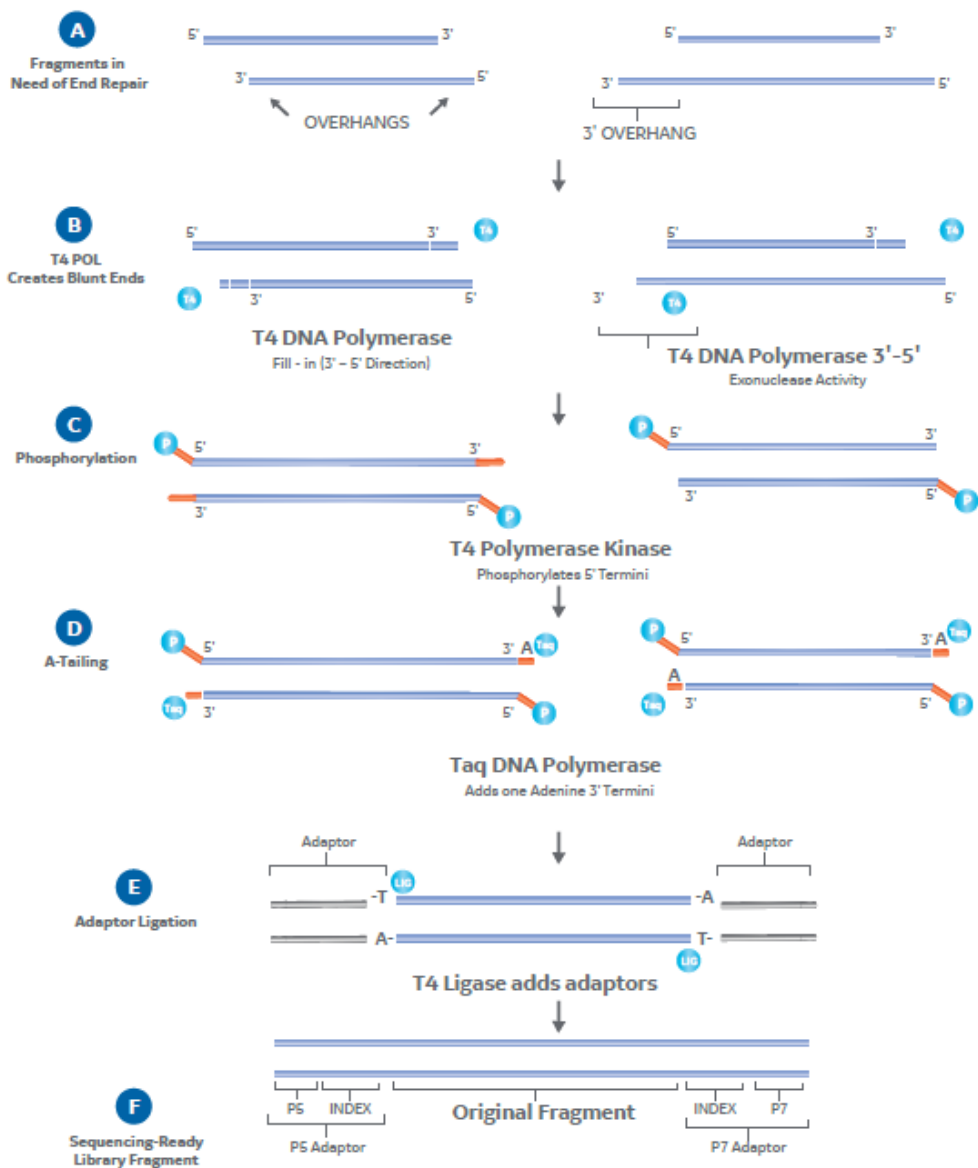 A
Fragments in
Need of End Repair
5' 3'
3' 5'
OVERHANGS
5' 3'
3' 5'
3' OVERHANG
B
T4 POL
Creates Blunt Ends
5' 3' T4
T4 3' 5'
T4 DNA Polymerase
Fill - in (3' – 5' Direction)
5' 3' T4
3' T4 5'
T4 DNA Polymerase 3'-5'
Exonuclease Activity
C
Phosphorylation
P 5' 3'
3' 5' P
P 5' 3'
3' 5' P
T4 Polymerase Kinase
Phosphorylates 5' Termini
D
A-Tailing
P 5' 3' A Taq
Taq 3' 5' P
P 5' 3' A Taq
A
Taq 3' 5' P
Taq DNA Polymerase
Adds one Adenine 3' Termini
E
Adaptor Ligation
Adaptor Adaptor
-T LIG -A
A- T-
LIG
T4 Ligase adds adaptors
F
Sequencing-Ready
Library Fragment
P5 INDEX Original Fragment INDEX P7
P5 Adaptor P7 Adaptor